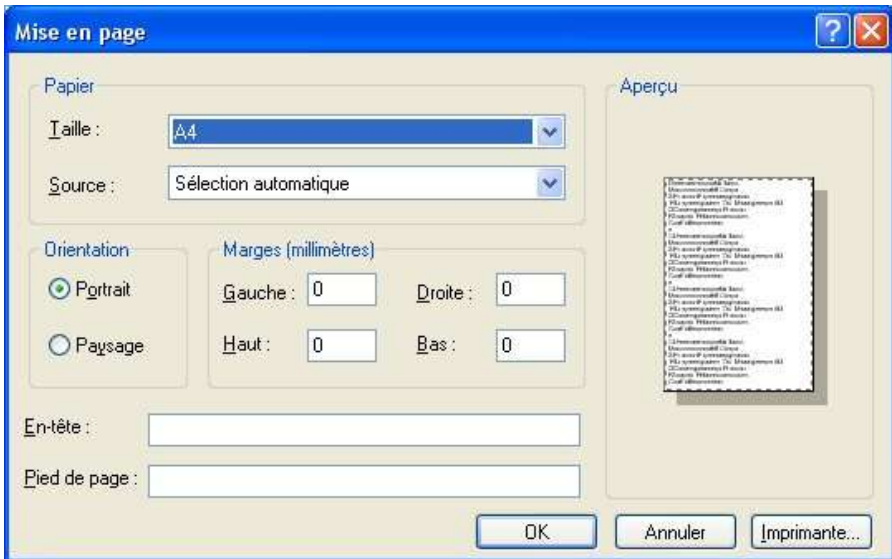 Mise en page
Papier
Aperçu
Taille :
A4
Source :
Sélection automatique
Orientation
Marges (millimètres)
Portrait
Gauche : 0
Droite : 0
Paysage
Haut : 0
Bas : 0
En-tête :
Pied de page :
OK
Annuler
Imprimante...